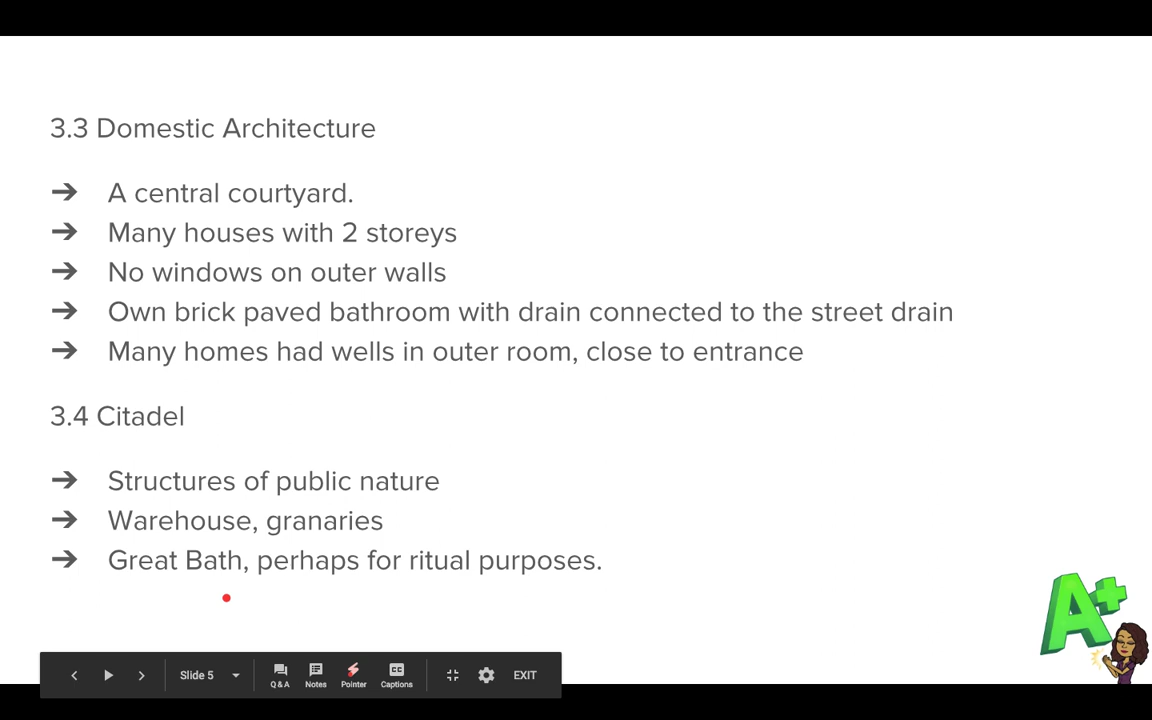 3.3 Domestic Architecture
➔ A central courtyard.
➔ Many houses with 2 storeys
➔ No windows on outer walls
➔ Own brick paved bathroom with drain connected to the street drain
➔ Many homes had wells in outer room, close to entrance
3.4 Citadel
➔ Structures of public nature
➔ Warehouse, granaries
➔ Great Bath, perhaps for ritual purposes.
A+
Slide 5
Q & A
Notes
Pointer
CC
Captions
EXIT